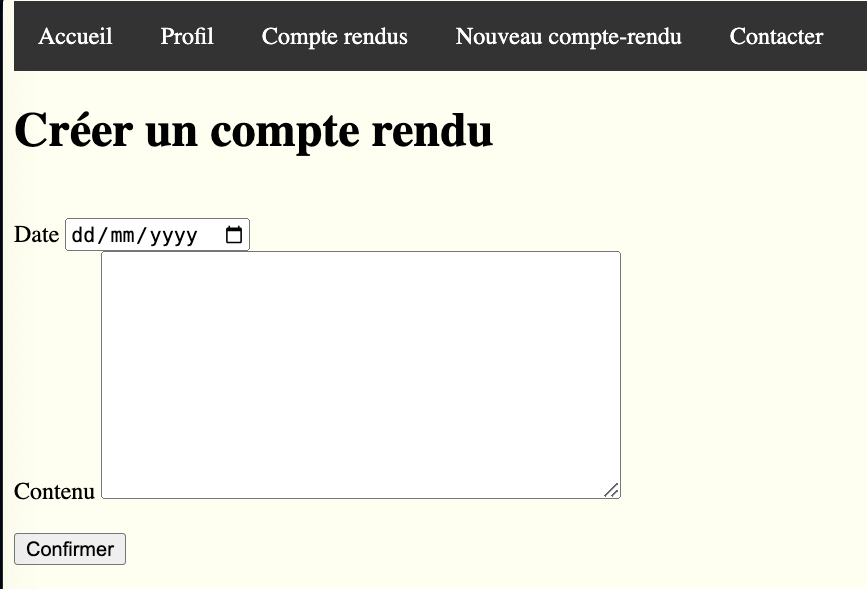 Accueil Profil Compte rendus Nouveau compte-rendu Contacter
Créer un compte rendu
Date dd/mm/yyyy
Contenu
Confirmer